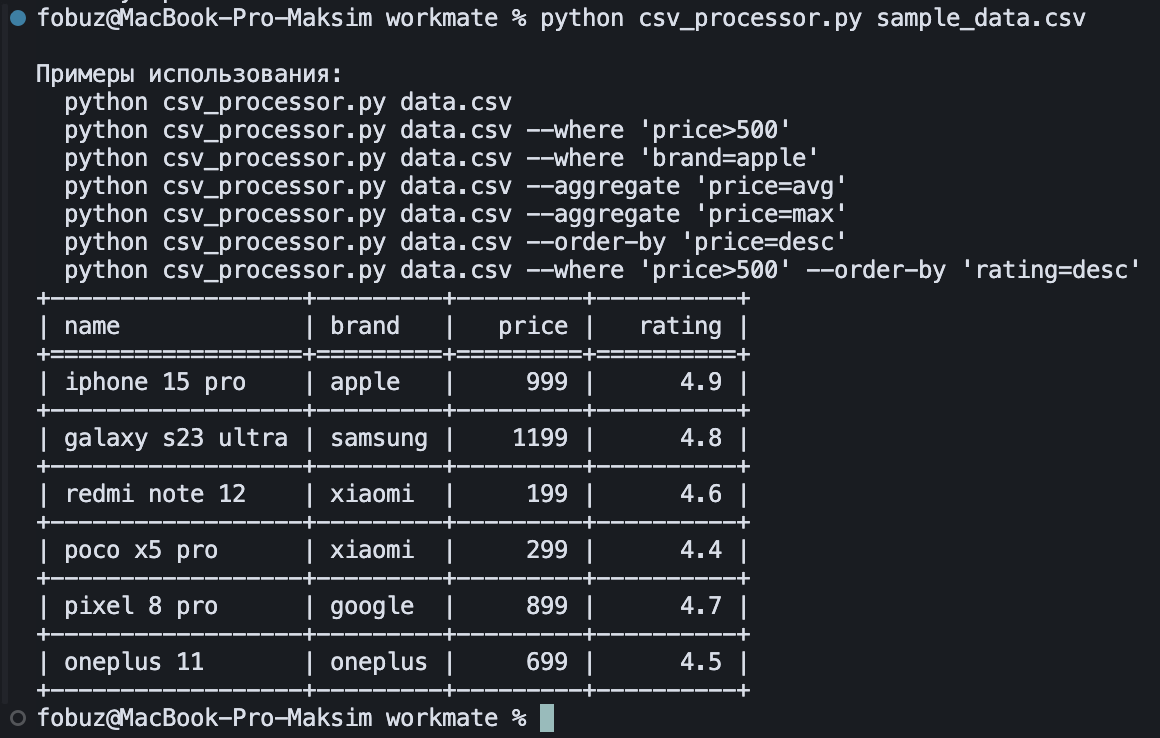 fobuz@MacBook-Pro-Maksim workmate % python csv_processor.py sample_data.csv
Примеры использования:
  python csv_processor.py data.csv
  python csv_processor.py data.csv --where 'price>500'
  python csv_processor.py data.csv --where 'brand=apple'
  python csv_processor.py data.csv --aggregate 'price=avg'
  python csv_processor.py data.csv --aggregate 'price=max'
  python csv_processor.py data.csv --order-by 'price=desc'
  python csv_processor.py data.csv --where 'price>500' --order-by 'rating=desc'
+------------------+---------+---------+----------+
| name             | brand   |   price |   rating |
+==================+=========+=========+==========+
| iphone 15 pro    | apple   |     999 |      4.9 |
+------------------+---------+---------+----------+
| galaxy s23 ultra | samsung |    1199 |      4.8 |
+------------------+---------+---------+----------+
| redmi note 12    | xiaomi  |     199 |      4.6 |
+------------------+---------+---------+----------+
| poco x5 pro      | xiaomi  |     299 |      4.4 |
+------------------+---------+---------+----------+
| pixel 8 pro      | google  |     899 |      4.7 |
+------------------+---------+---------+----------+
| oneplus 11       | oneplus |     699 |      4.5 |
+------------------+---------+---------+----------+
fobuz@MacBook-Pro-Maksim workmate %